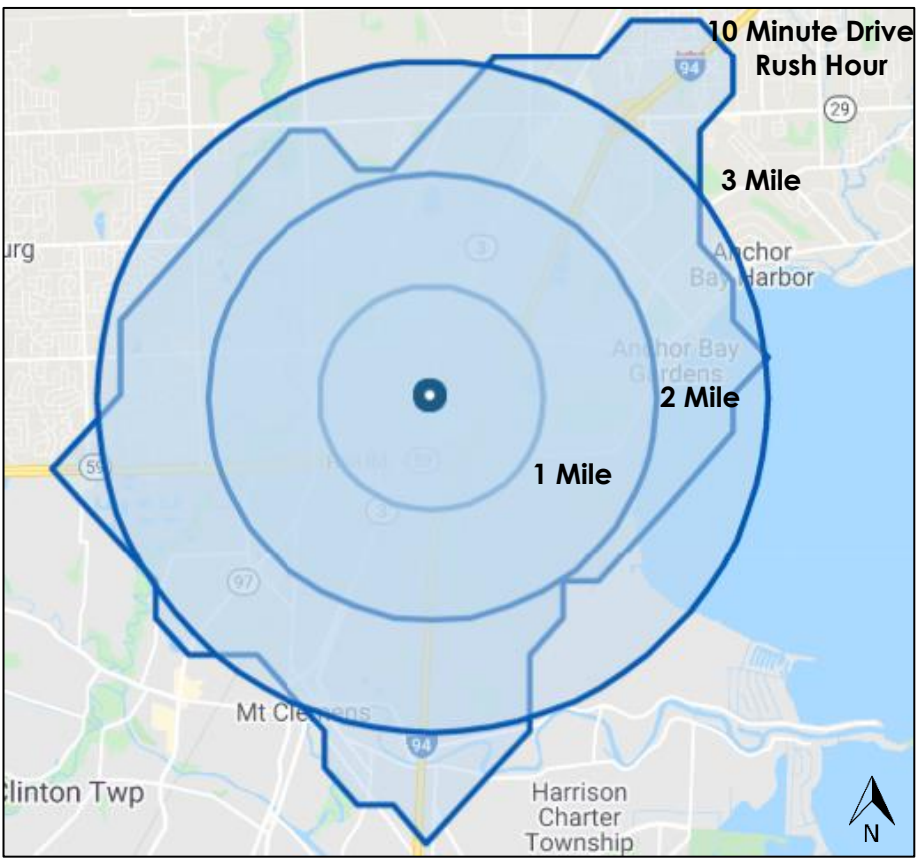 10 Minute Drive
Rush Hour
94
29
3 Mile
3
urg
Anchor
Bay Harbor
Anchor Bay
Gardens
2 Mile
59
1 Mile
3
97
Mt Clemens
94
Clinton Twp
Harrison
Charter
Township
N